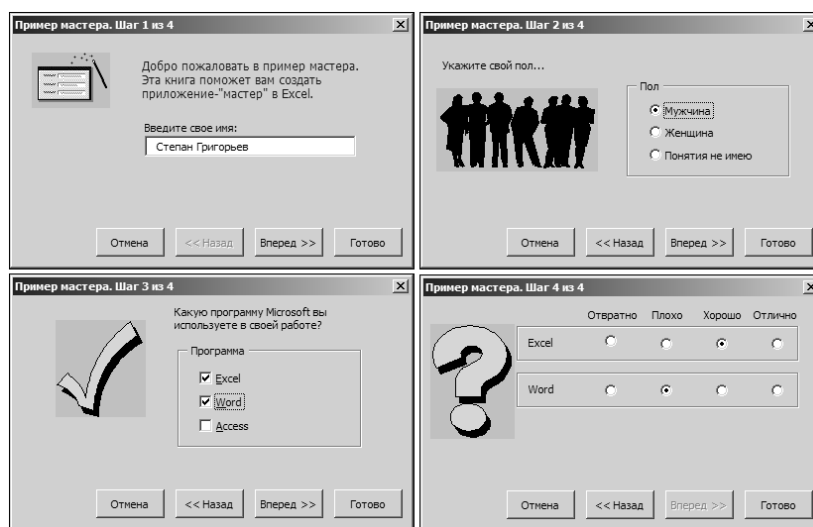 Пример мастера. Шаг 1 из 4
Добро пожаловать в пример мастера.
Эта книга поможет вам создать
приложение-"мастер" в Excel.
Введите свое имя:
Степан Григорьев
Отмена
<< Назад
Вперед >>
Готово
Пример мастера. Шаг 2 из 4
Укажите свой пол...
Пол
Мужчина
Женщина
Понятия не имею
Отмена
<< Назад
Вперед >>
Готово
Пример мастера. Шаг 3 из 4
Какую программу Microsoft вы
используете в своей работе?
Программа
Excel
Word
Access
Отмена
<< Назад
Вперед >>
Готово
Пример мастера. Шаг 4 из 4
Отвратно Плохо Хорошо Отлично
Excel
Word
Отмена
<< Назад
Вперед >>
Готово